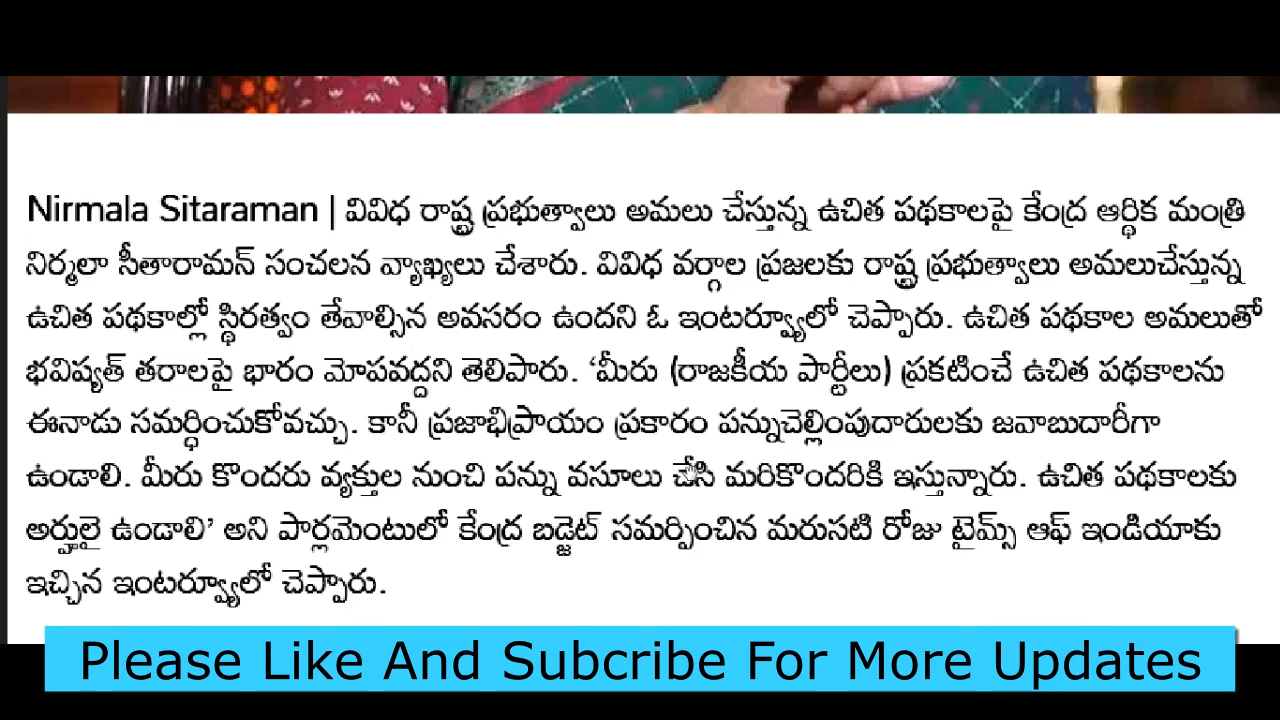 Nirmala Sitaraman | వివిధ రాష్ట్ర ప్రభుత్వాలు అమలు చేస్తున్న ఉచిత పథకాలపై కేంద్ర ఆర్థిక మంత్రి
నిర్మలా సీతారామన్ సంచలన వ్యాఖ్యలు చేశారు. వివిధ వర్గాల ప్రజలకు రాష్ట్ర ప్రభుత్వాలు అమలుచేస్తున్న
ఉచిత పథకాల్లో స్థిరత్వం తేవాల్సిన అవసరం ఉందని ఓ ఇంటర్వ్యూలో చెప్పారు. ఉచిత పథకాల అమలుతో
భవిష్యత్ తరాలపై భారం మోపవద్దని తెలిపారు. ‘మీరు (రాజకీయ పార్టీలు) ప్రకటించే ఉచిత పథకాలను
ఈనాడు సమర్ధించుకోవచ్చు. కానీ ప్రజాభిప్రాయం ప్రకారం పన్నుచెల్లింపుదారులకు జవాబుదారీగా
ఉండాలి. మీరు కొందరు వ్యక్తుల నుంచి పన్ను వసూలు చేసి మరికొందరికి ఇస్తున్నారు. ఉచిత పథకాలకు
అర్హులై ఉండాలి’ అని పార్లమెంటులో కేంద్ర బడ్జెట్ సమర్పించిన మరుసటి రోజు టైమ్స్ ఆఫ్ ఇండియాకు
ఇచ్చిన ఇంటర్వ్యూలో చెప్పారు.
Please Like And Subcribe For More Updates